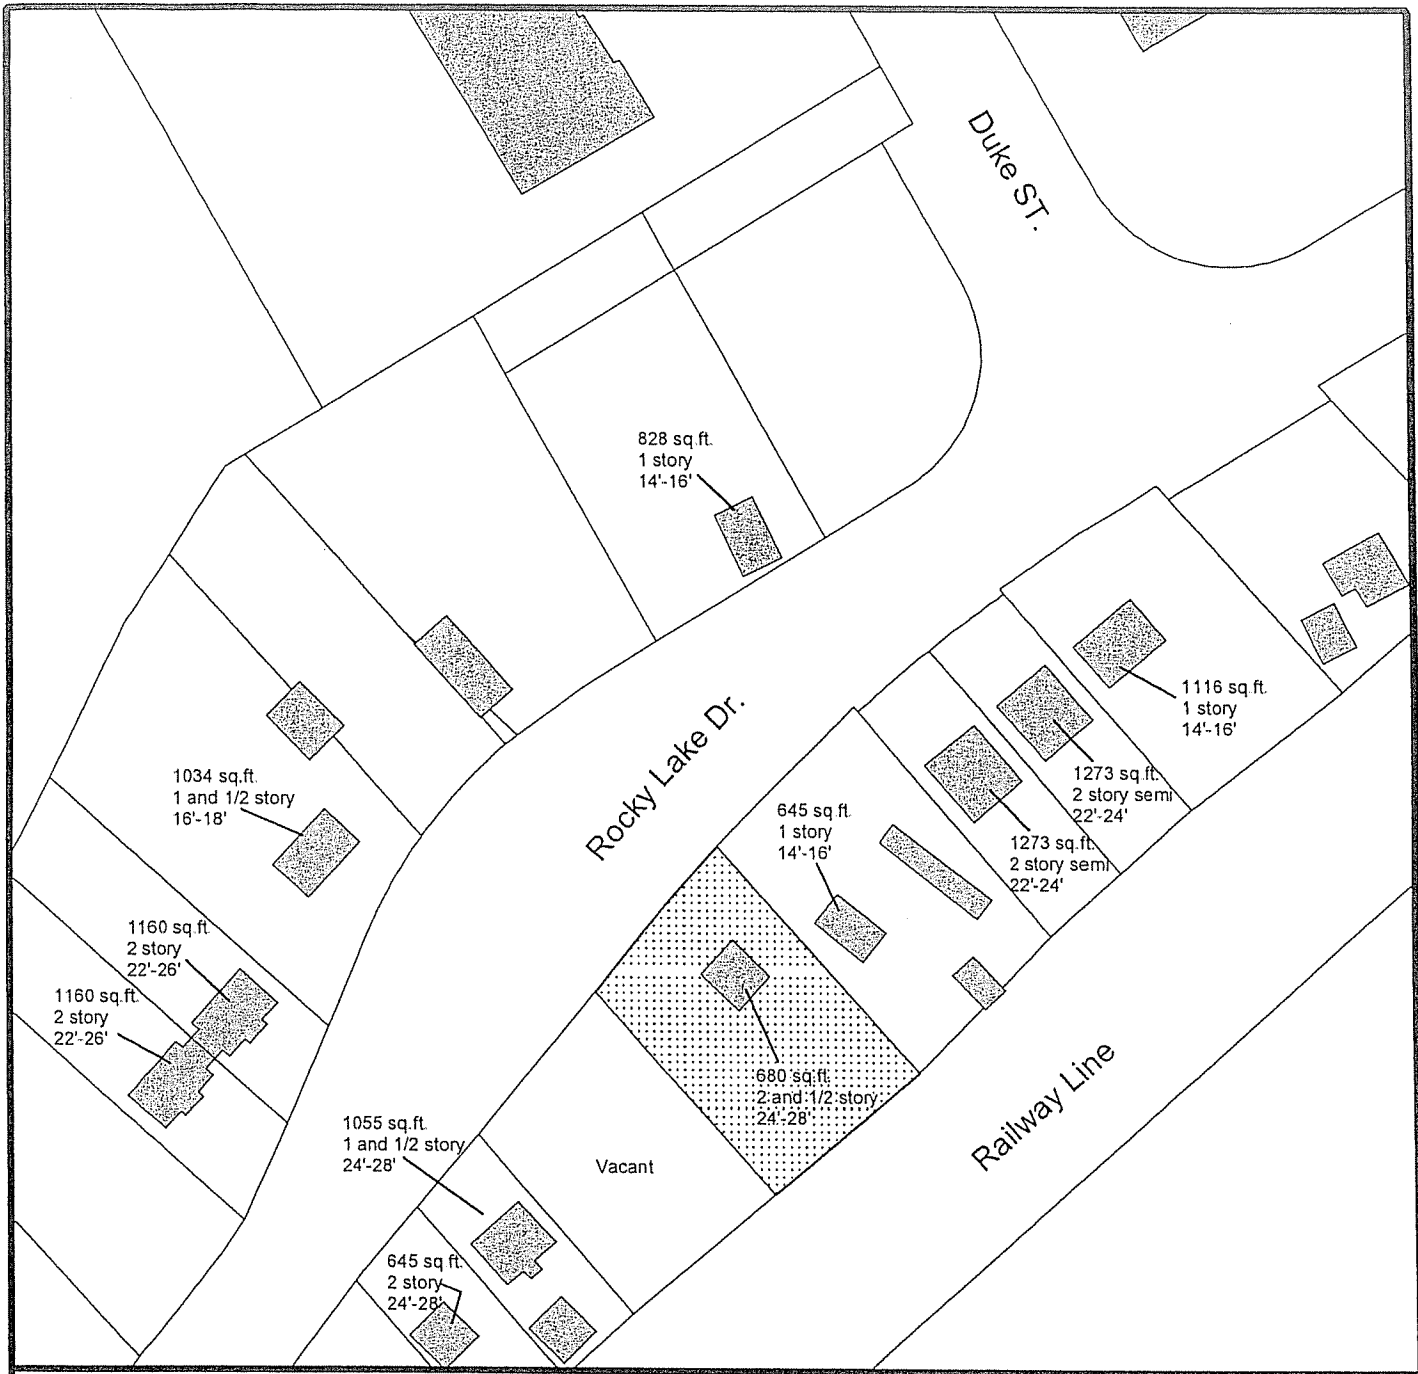 Duke ST.
828 sq.ft.
1 story
14'-16'
1116 sq.ft.
1 story
14'-16'
Rocky Lake Dr.
1034 sq.ft.
1 and 1/2 story
16'-18'
1273 sq.ft.
2 story semi
22'-24'
645 sq.ft.
1 story
14'-16'
1273 sq.ft.
2 story semi
22'-24'
1160 sq.ft.
2 story
22'-26'
1160 sq.ft.
2 story
22'-26'
680 sq.ft.
2 and 1/2 story
24'-28'
Railway Line
1055 sq.ft.
1 and 1/2 story
24'-28'
Vacant
645 sq.ft.
2 story
24'-28'